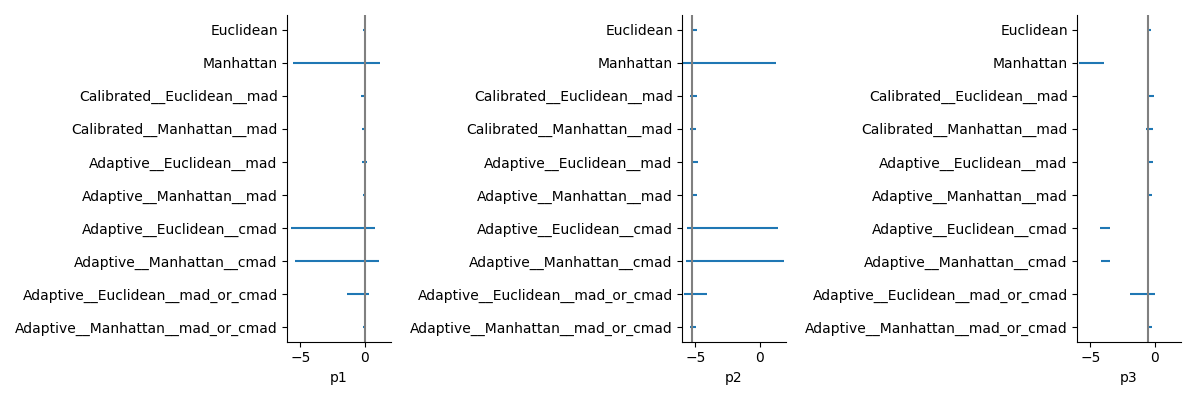 Euclidean
Manhattan
Calibrated__Euclidean__mad
Calibrated__Manhattan__mad
Adaptive__Euclidean__mad
Adaptive__Manhattan__mad
Adaptive__Euclidean__cmad
Adaptive__Manhattan__cmad
Adaptive__Euclidean__mad_or_cmad
Adaptive__Manhattan__mad_or_cmad
−5 0
p1
Euclidean
Manhattan
Calibrated__Euclidean__mad
Calibrated__Manhattan__mad
Adaptive__Euclidean__mad
Adaptive__Manhattan__mad
Adaptive__Euclidean__cmad
Adaptive__Manhattan__cmad
Adaptive__Euclidean__mad_or_cmad
Adaptive__Manhattan__mad_or_cmad
−5 0
p2
Euclidean
Manhattan
Calibrated__Euclidean__mad
Calibrated__Manhattan__mad
Adaptive__Euclidean__mad
Adaptive__Manhattan__mad
Adaptive__Euclidean__cmad
Adaptive__Manhattan__cmad
Adaptive__Euclidean__mad_or_cmad
Adaptive__Manhattan__mad_or_cmad
−5 0
p3